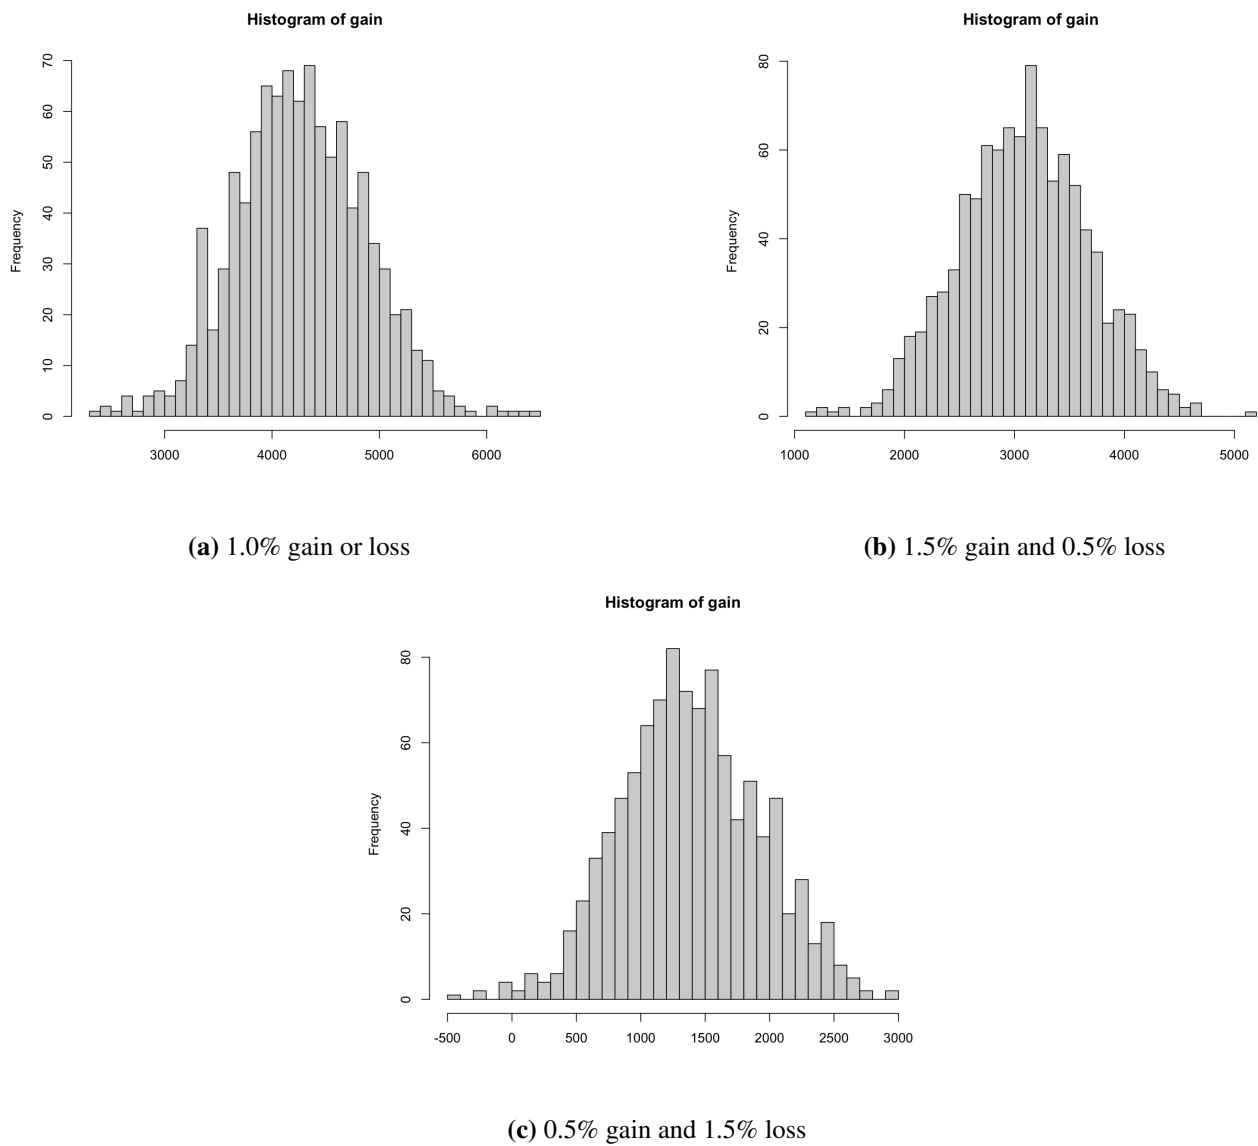 Histogram of gain
Histogram of gain
Frequency
0 10 20 30 40 50 60 70
3000 4000 5000 6000
Frequency
0 20 40 60 80
1000 2000 3000 4000 5000
(a) 1.0% gain or loss
(b) 1.5% gain and 0.5% loss
Histogram of gain
Frequency
0 20 40 60 80
-500 0 500 1000 1500 2000 2500 3000
(c) 0.5% gain and 1.5% loss